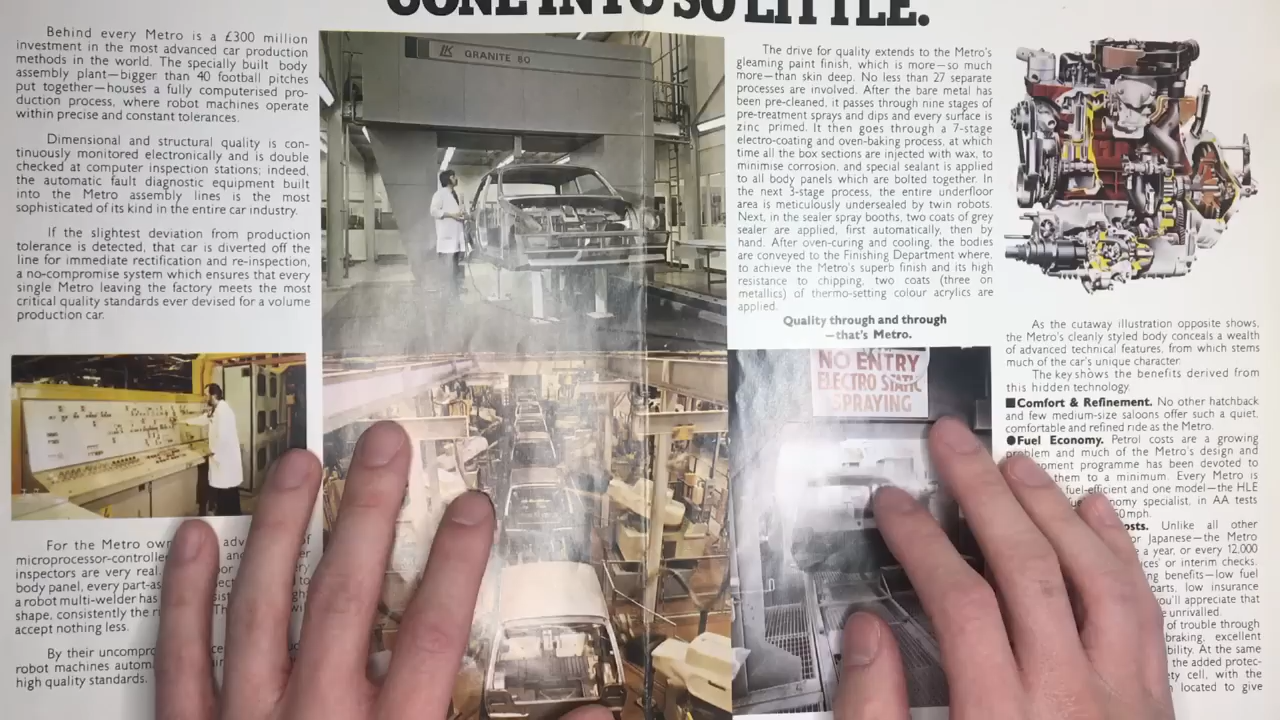 GONE INTO SO LITTLE.
Behind every Metro is a £300 million
investment in the most advanced car production
methods in the world. The specially built body
assembly plant—bigger than 40 football pitches
put together—houses a fully computerised pro-
duction process, where robot machines operate
within precise and constant tolerances.
Dimensional and structural quality is con-
tinuously monitored electronically and is double
checked at computer inspection stations; indeed,
the automatic fault diagnostic equipment built
into the Metro assembly lines is the most
sophisticated of its kind in the entire car industry.
If the slightest deviation from production
tolerance is detected, that car is diverted off the
line for immediate rectification and re-inspection,
a no-compromise system which ensures that every
single Metro leaving the factory meets the most
critical quality standards ever devised for a volume
production car.
For the Metro own
microprocessor-controlle
inspectors are very real.
body panel, every part-as
a robot multi-welder has
shape, consistently the
accept nothing less.
By their uncompro
robot machines autom
high quality standards.
LK GRANITE 80
The drive for quality extends to the Metro's
gleaming paint finish, which is more—so much
more—than skin deep. No less than 27 separate
processes are involved. After the bare metal has
been pre-cleaned, it passes through nine stages of
pre-treatment sprays and dips and every surface is
zinc primed. It then goes through a 7-stage
electro-coating and oven-baking process, at which
time all the box sections are injected with wax, to
minimise corrosion, and special sealant is applied
to all body panels which are bolted together. In
the next 3-stage process, the entire underfloor
area is meticulously undersealed by twin robots.
Next, in the sealer spray booths, two coats of grey
sealer are applied, first automatically, then by
hand. After oven-curing and cooling, the bodies
are conveyed to the Finishing Department where,
to achieve the Metro's superb finish and its high
resistance to chipping, two coats (three on
metallics) of thermo-setting colour acrylics are
applied.
Quality through and through
—that's Metro.
NO ENTRY
ELECTRO STATIC
SPRAYING
As the cutaway illustration opposite shows,
the Metro's cleanly styled body conceals a wealth
of advanced technical features, from which stems
much of the car's unique character.
The key shows the benefits derived from
this hidden technology.
■Comfort & Refinement. No other hatchback
and few medium-size saloons offer such a quiet,
comfortable and refined ride as the Metro.
●Fuel Economy. Petrol costs are a growing
problem and much of the Metro's design and
opment programme has been devoted to
them to a minimum. Every Metro is
fuel-efficient and one model—the HLE
nomy specialist, in AA tests
0mph.
osts. Unlike all other
or Japanese—the Metro
a year, or every 12,000
ices' or interim checks.
ng benefits—low fuel
parts, low insurance
you'll appreciate that
e unrivalled.
of trouble through
braking, excellent
bility. At the same
the added protec-
ety cell, with the
located to give